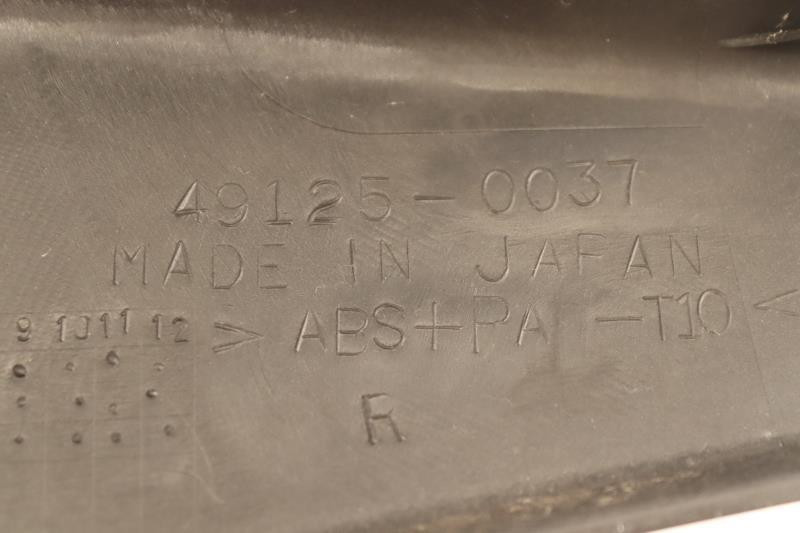 49125-0037
MADE IN JAPAN
9 10 11 12 > ABS+PA -T10 <
R